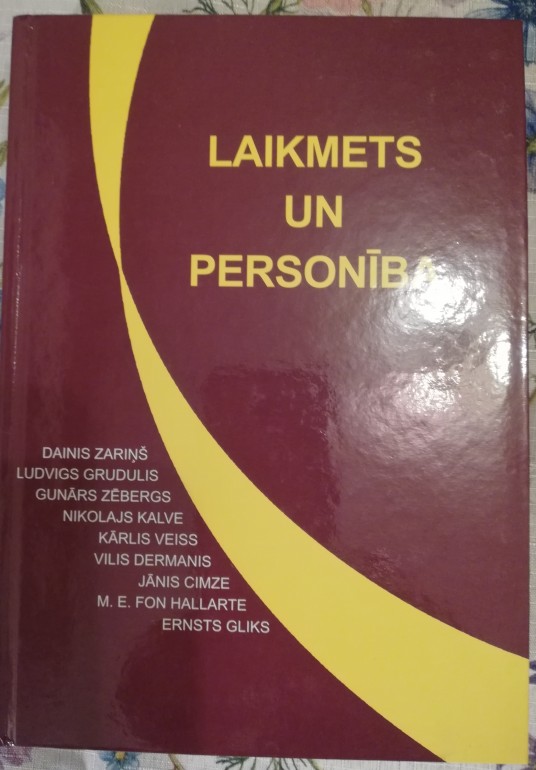 LAIKMETS
UN
PERSONĪBA
DAINIS ZARIŅŠ
LUDVIGS GRUDULIS
GUNĀRS ZĒBERGS
NIKOLAJS KALVE
KĀRLIS VEISS
VILIS DERMANIS
JĀNIS CIMZE
M. E. FON HALLARTE
ERNSTS GLIKS